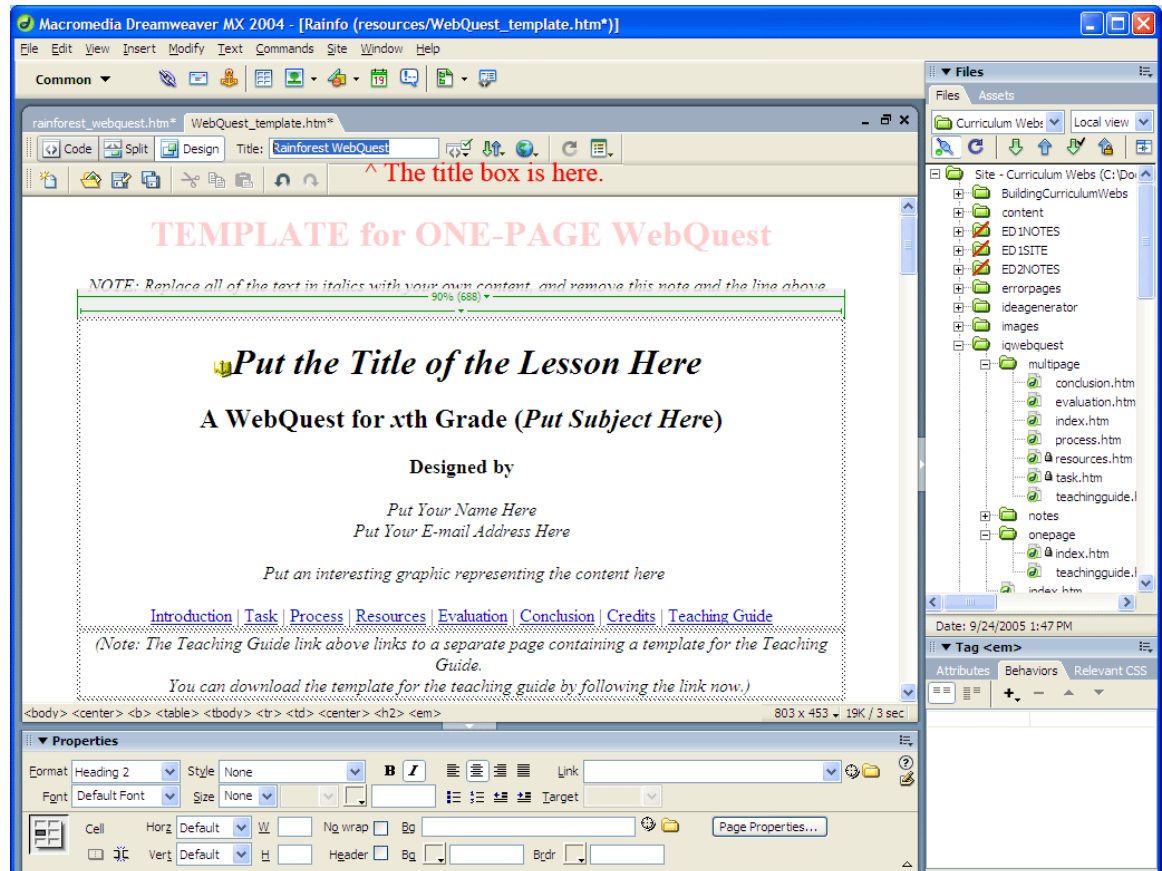 Macromedia Dreamweaver MX 2004 - [Rainfo (resources/WebQuest_template.htm*)]
File Edit View Insert Modify Text Commands Site Window Help
Common
19
rainforest_webquest.htm* WebQuest_template.htm*
Code Split Design Title: Rainforest WebQuest
^ The title box is here.
TEMPLATE for ONE-PAGE WebQuest
NOTE: Replace all of the text in italics with your own content, and remove this note and the line above.
90% (688)
Put the Title of the Lesson Here
A WebQuest for xth Grade (Put Subject Here)
Designed by
Put Your Name Here
Put Your E-mail Address Here
Put an interesting graphic representing the content here
Introduction | Task | Process | Resources | Evaluation | Conclusion | Credits | Teaching Guide
(Note: The Teaching Guide link above links to a separate page containing a template for the Teaching
Guide.
You can download the template for the teaching guide by following the link now.)
<body> <center> <b> <table> <tbody> <tr> <td> <center> <h2> <em>
803 x 453 19K / 3 sec
Properties
Format Heading 2 Style None B I Link
Font Default Font Size None Target
Cell Horz Default W No wrap Bg Page Properties...
Vert Default H Header Bg Brdr
Files
Files Assets
Curriculum Webs Local view
Site - Curriculum Webs (C:\Do
BuildingCurriculumWebs
content
ED1NOTES
ED1SITE
ED2NOTES
errorpages
ideagenerator
images
iqwebquest
multipage
conclusion.htm
evaluation.htm
index.htm
process.htm
resources.htm
task.htm
teachingguide.
notes
onepage
index.htm
teachingguide.
index.htm
Date: 9/24/2005 1:47 PM
Tag <em>
Attributes Behaviors Relevant CSS